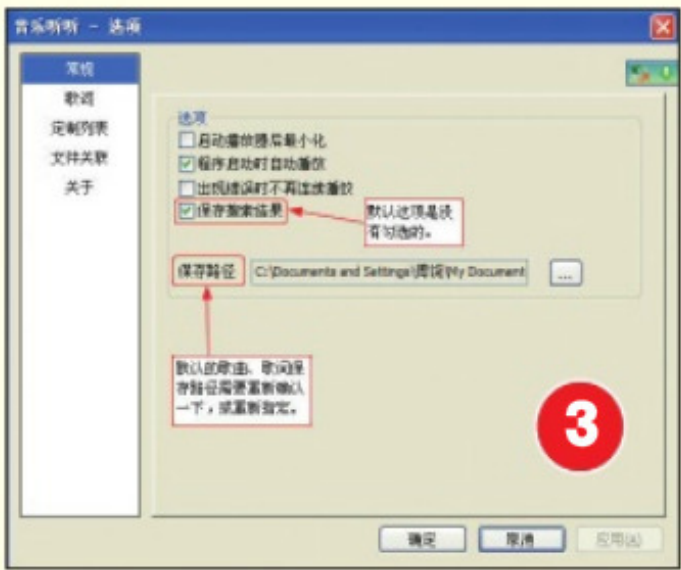 音乐听听 - 选项
常规
歌词
定制列表
文件关联
关于
选项
启动播放器后最小化
程序启动时自动播放
出现错误时不再连续播放
保存搜索结果
默认这项是没
有勾选的。
保存路径
C:\Documents and Settings\ \My Document
...
默认的歌曲、歌词保
存路径需要重新确认
一下，或重新指定。
3
确定
取消
应用(A)